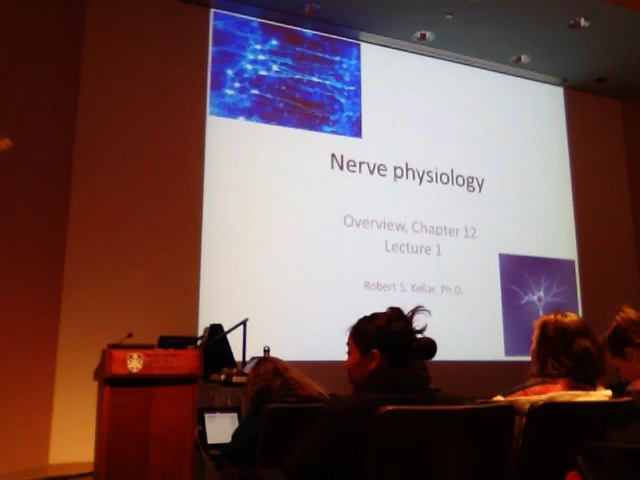 Nerve physiology
Overview, Chapter 12
Lecture 1
Robert S. Kellar, Ph.D.